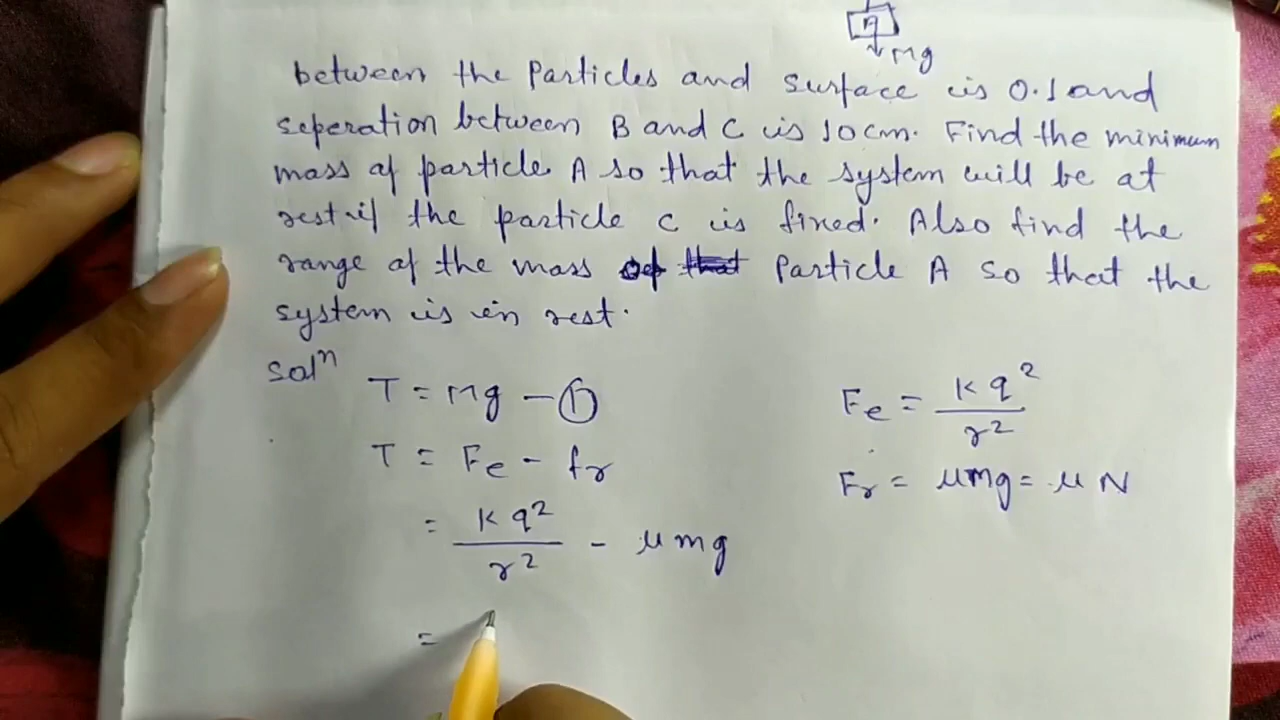 A
Mg
between the Particles and surface is 0.1 and
seperation between B and C is 10cm. Find the minimum
mass of particle A so that the system will be at
rest if the particle C is fixed. Also find the
range of the mass of that Particle A so that the
system is in rest.
Solⁿ
T = Mg - ①
T = Fe - fr
= Kq² / r² - μmg
=
Fe = Kq² / r²
Fr = μmg = μN